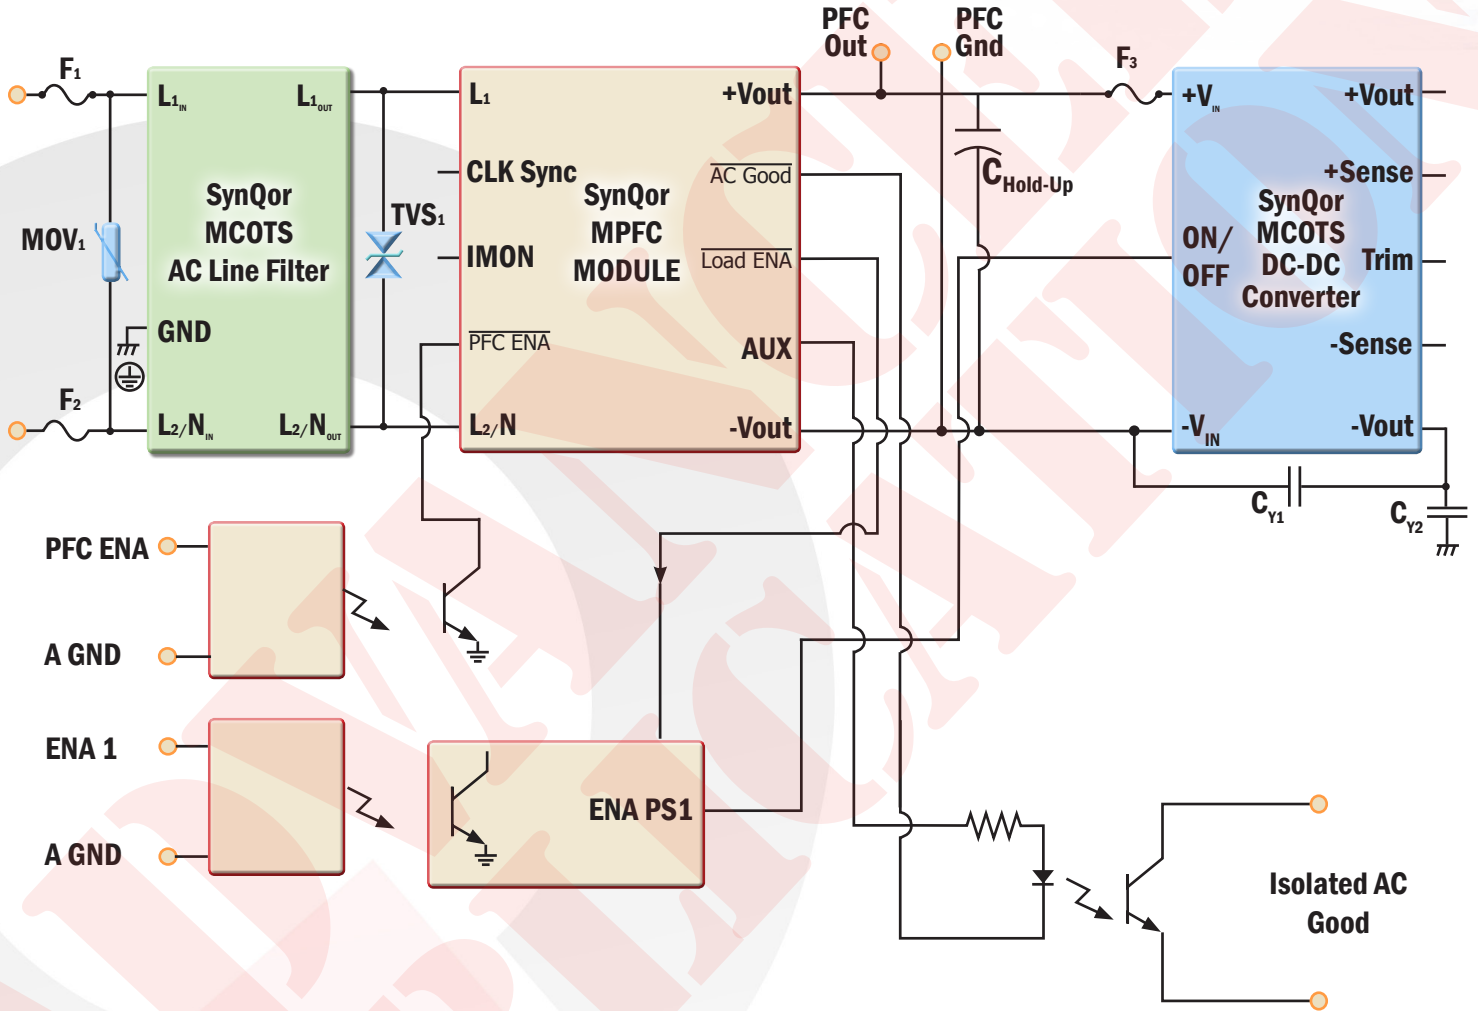 PFC
Out
PFC
Gnd
F1
F3
L1IN
L1OUT
L1
+Vout
+VIN
+Vout
CLK Sync
AC Good
CHold-Up
+Sense
SynQor
MCOTS
AC Line Filter
MOV1
TVS1
SynQor
MPFC
MODULE
SynQor
MCOTS
DC-DC
Converter
IMON
Load ENA
ON/
OFF
Trim
GND
PFC ENA
AUX
-Sense
F2
L2/NIN
L2/NOUT
L2/N
-Vout
-VIN
-Vout
CY1
CY2
PFC ENA
A GND
ENA 1
A GND
ENA PS1
Isolated AC
Good